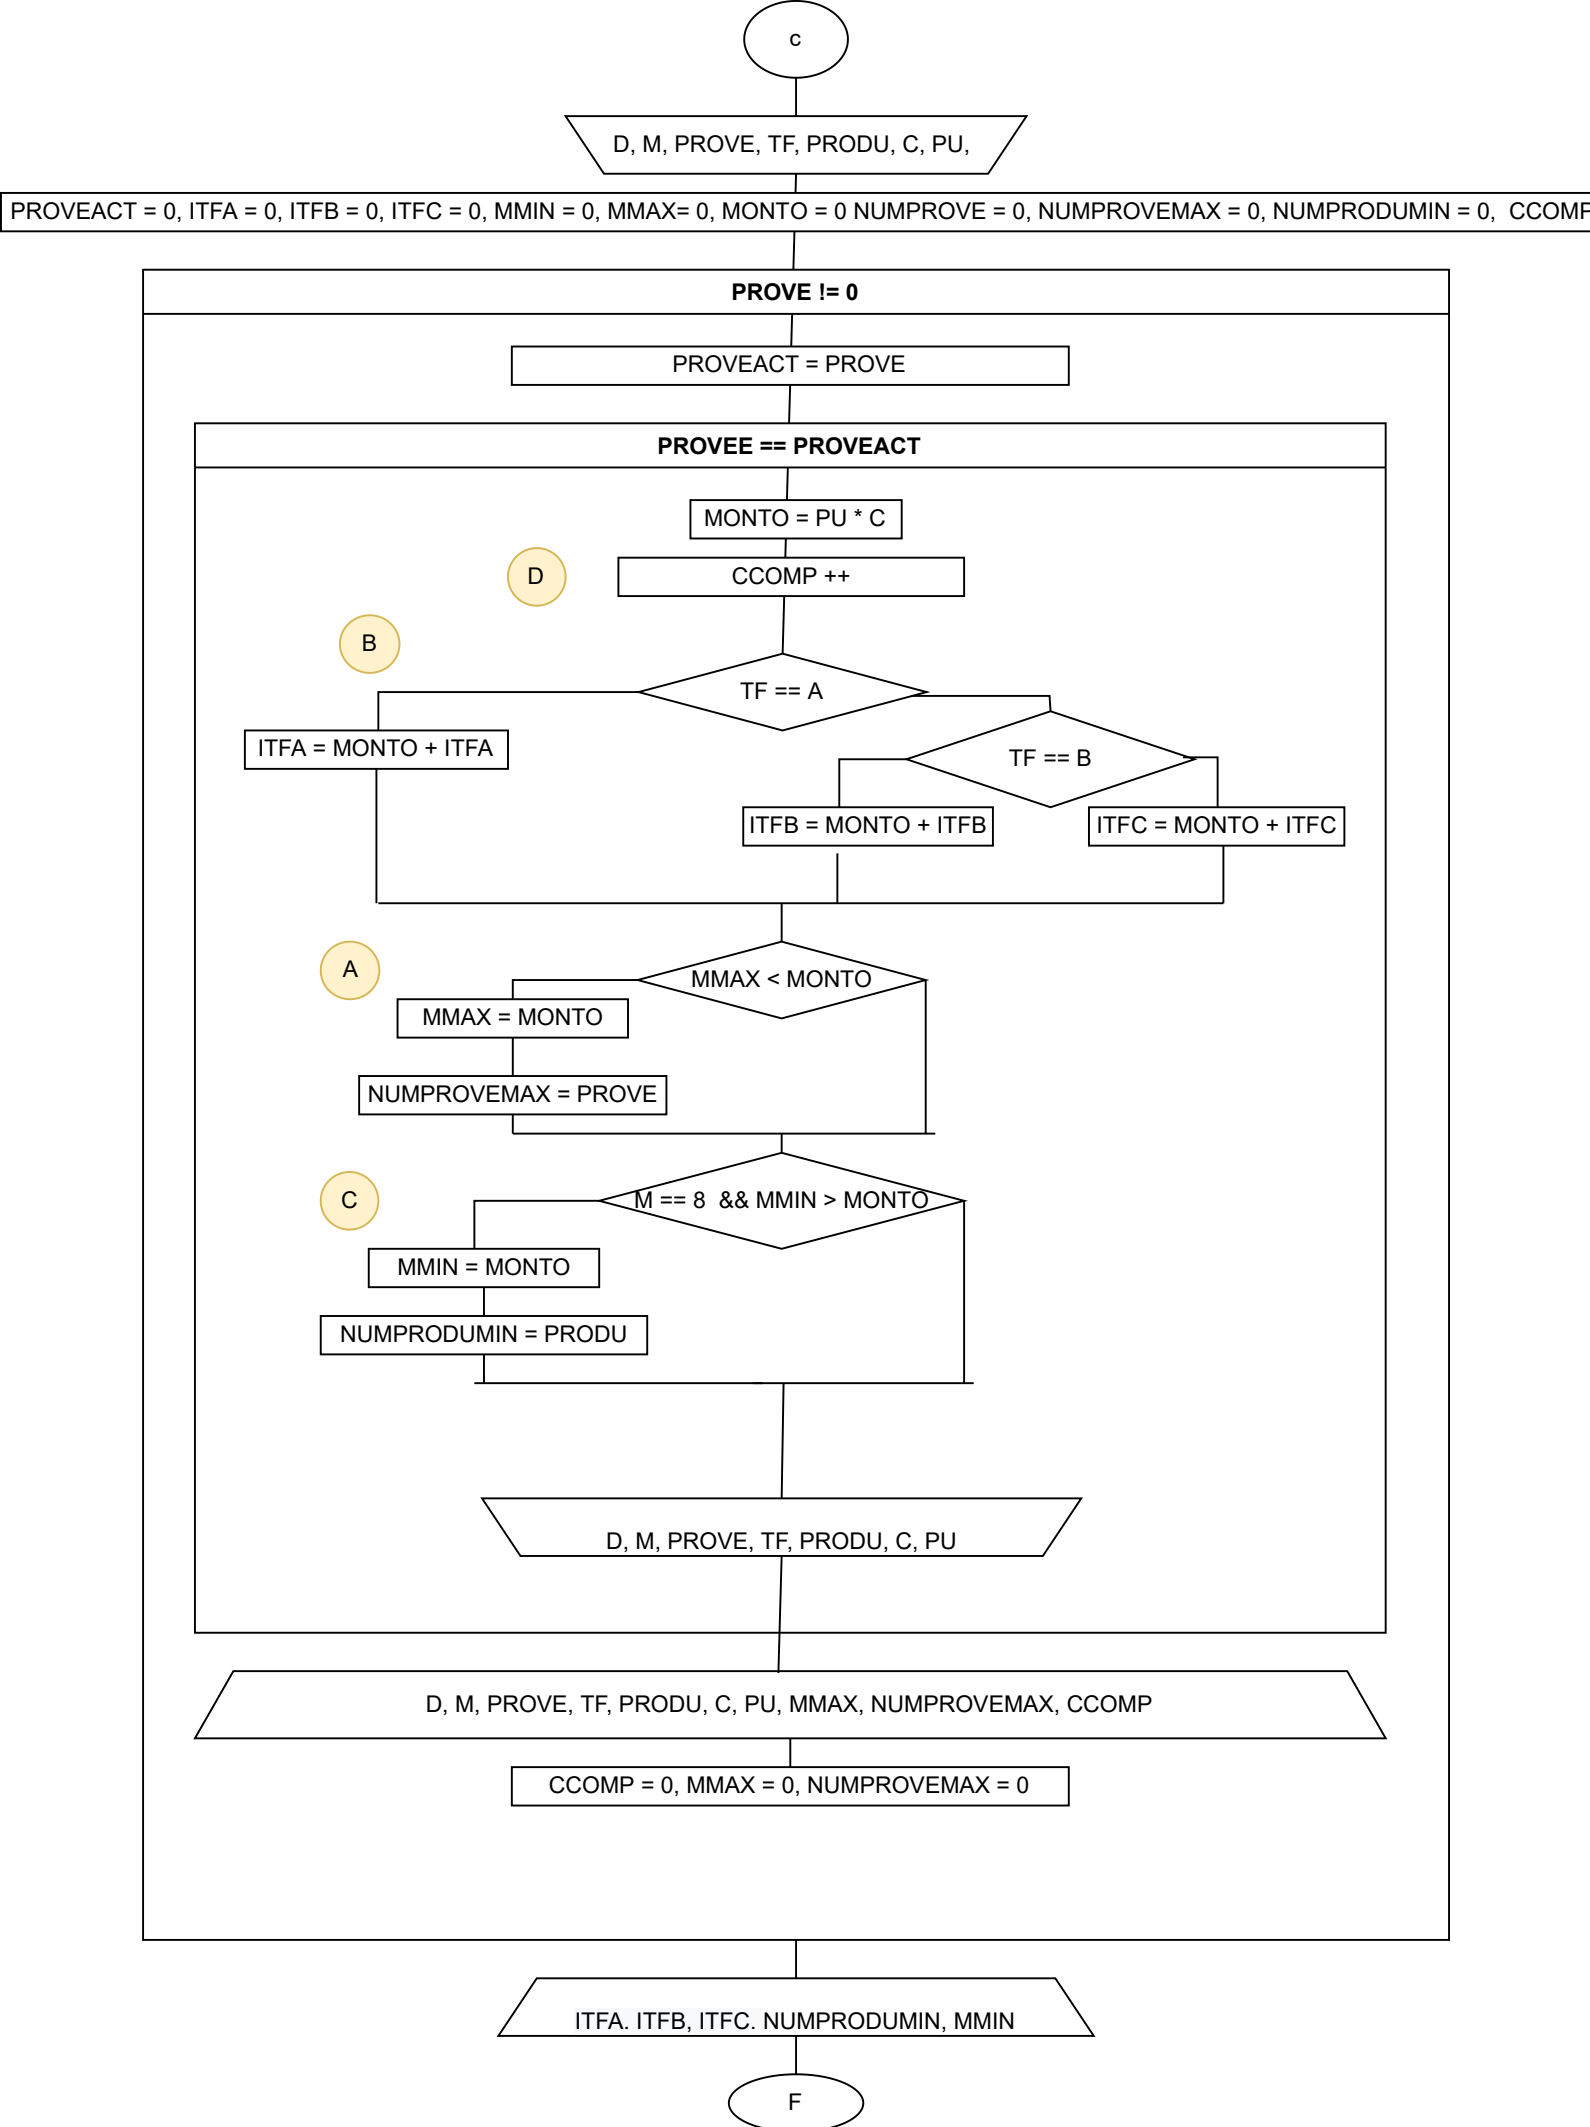 c
D, M, PROVE, TF, PRODU, C, PU,
PROVEACT = 0, ITFA = 0, ITFB = 0, ITFC = 0, MMIN = 0, MMAX= 0, MONTO = 0 NUMPROVE = 0, NUMPROVEMAX = 0, NUMPRODUMIN = 0, CCOMP
PROVE != 0
PROVEACT = PROVE
PROVEE == PROVEACT
MONTO = PU * C
D
CCOMP ++
B
TF == A
ITFA = MONTO + ITFA
TF == B
ITFB = MONTO + ITFB
ITFC = MONTO + ITFC
A
MMAX < MONTO
MMAX = MONTO
NUMPROVEMAX = PROVE
C
M == 8 && MMIN > MONTO
MMIN = MONTO
NUMPRODUMIN = PRODU
D, M, PROVE, TF, PRODU, C, PU
D, M, PROVE, TF, PRODU, C, PU, MMAX, NUMPROVEMAX, CCOMP
CCOMP = 0, MMAX = 0, NUMPROVEMAX = 0
ITFA. ITFB, ITFC. NUMPRODUMIN, MMIN
F